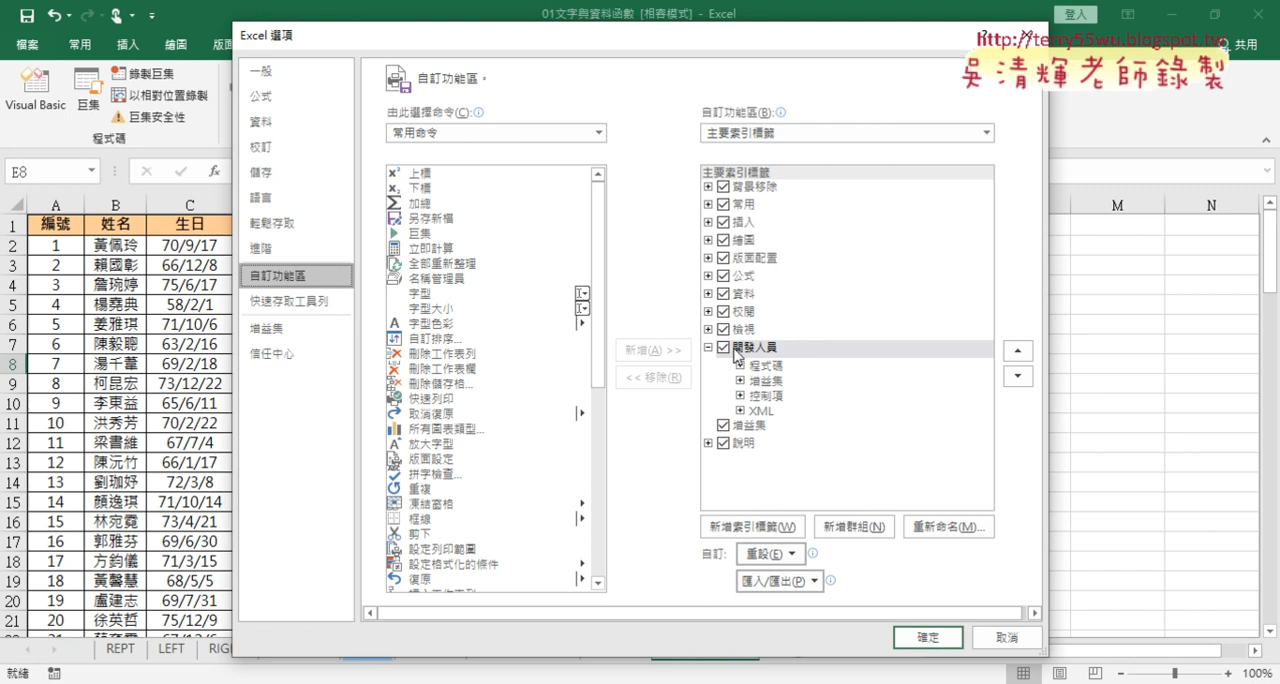 01文字與資料函數 [相容模式] - Excel
登入
檔案
常用
插入
繪圖
版面
共用
http://terry55wu.blogspot.tw
吳清輝老師錄製
Visual Basic
巨集
錄製巨集
以相對位置錄製
巨集安全性
程式碼
E8
fx
A B C M N
1 編號 姓名 生日
2 1 黃佩玲 70/9/17
3 2 賴國彰 66/12/8
4 3 詹琬婷 75/6/17
5 4 楊堯典 58/2/1
6 5 姜雅琪 71/10/6
7 6 陳毅聰 63/2/16
8 7 湯千葦 69/2/18
9 8 柯昆宏 73/12/22
10 9 李東益 65/6/11
11 10 洪秀芳 70/2/22
12 11 梁書維 67/7/4
13 12 陳沅竹 66/1/17
14 13 劉珈妤 72/3/8
15 14 顏逸琪 71/10/14
16 15 林宛霓 73/4/21
17 16 郭雅芬 69/6/30
18 17 方鈞儀 71/3/15
19 18 黃馨慧 68/5/5
20 19 盧建志 69/7/31
21 20 徐英哲 75/12/9
REPT LEFT
就緒
100%
Excel 選項
一般
公式
資料
校訂
儲存
語言
輕鬆存取
進階
自訂功能區
快速存取工具列
增益集
信任中心
自訂功能區。
由此選擇命令(C):
常用命令
上標
下標
加總
另存新檔
巨集
立即計算
全部重新整理
名稱管理員
字型
字型大小
字型色彩
自訂排序...
刪除工作表列
刪除工作表欄
刪除儲存格...
快速列印
取消復原
所有圖表類型...
放大字型
版面設定
拼字檢查...
重複
凍結窗格
框線
剪下
設定列印範圍
設定格式化的條件
復原
新增(A) >>
<< 移除(R)
自訂功能區(B):
主要索引標籤
主要索引標籤
背景移除
常用
插入
繪圖
版面配置
公式
資料
校閱
檢視
開發人員
程式碼
增益集
控制項
XML
增益集
說明
新增索引標籤(W)
新增群組(N)
重新命名(M)...
自訂:
重設(E)
匯入/匯出(P)
確定
取消